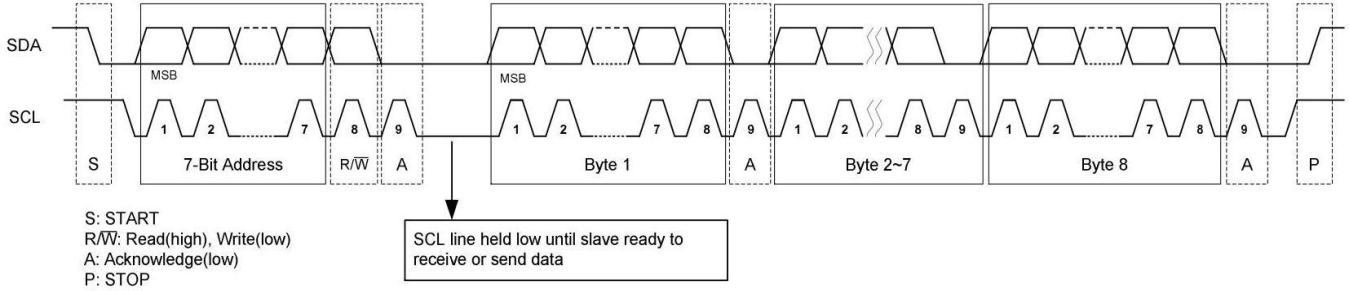 SDA
MSB
MSB
SCL
1 2 7 8 9 1 2 7 8 9 1 2 8 9 1 2 7 8 9
S 7-Bit Address R/W̅ A Byte 1 A Byte 2~7 Byte 8 A P
S: START
R/W̅: Read(high), Write(low)
A: Acknowledge(low)
P: STOP
SCL line held low until slave ready to
receive or send data